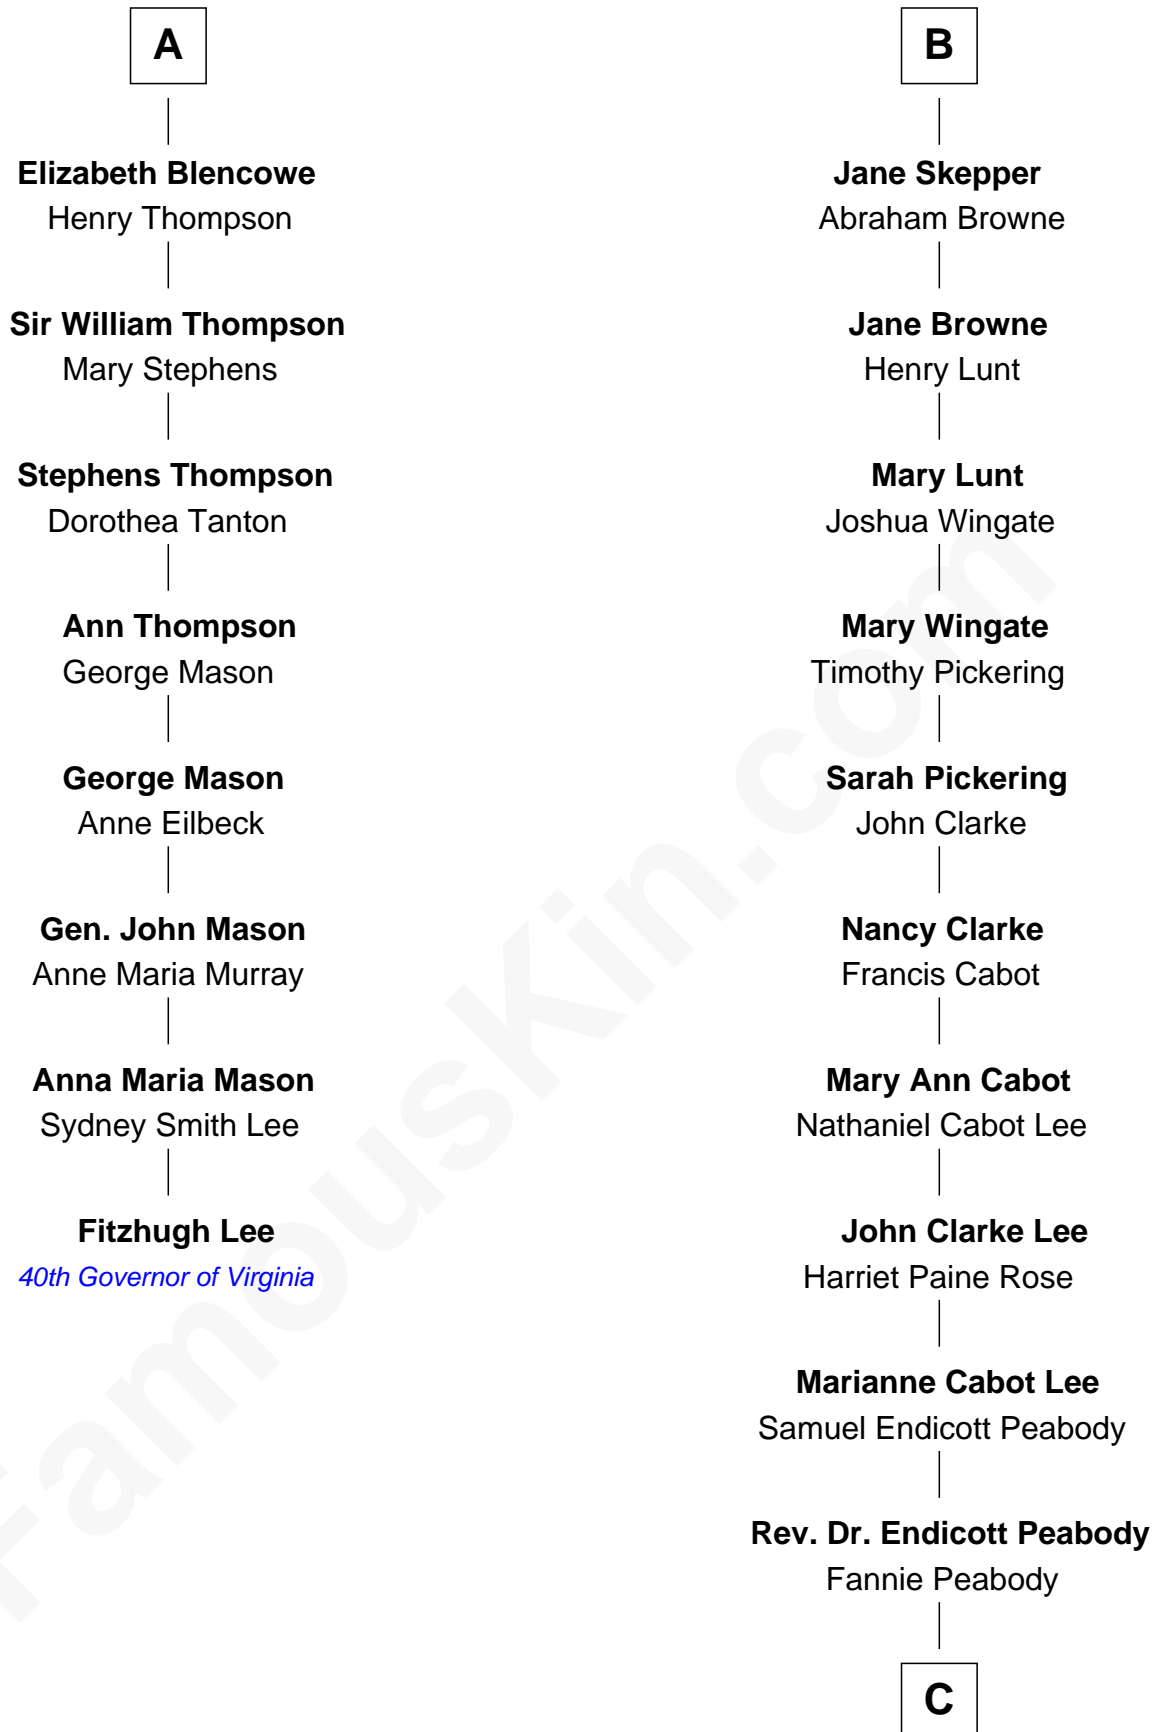 A
Elizabeth Blencowe
Henry Thompson
Sir William Thompson
Mary Stephens
Stephens Thompson
Dorothea Tanton
Ann Thompson
George Mason
George Mason
Anne Eilbeck
Gen. John Mason
Anne Maria Murray
Anna Maria Mason
Sydney Smith Lee
Fitzhugh Lee
40th Governor of Virginia
B
Jane Skepper
Abraham Browne
Jane Browne
Henry Lunt
Mary Lunt
Joshua Wingate
Mary Wingate
Timothy Pickering
Sarah Pickering
John Clarke
Nancy Clarke
Francis Cabot
Mary Ann Cabot
Nathaniel Cabot Lee
John Clarke Lee
Harriet Paine Rose
Marianne Cabot Lee
Samuel Endicott Peabody
Rev. Dr. Endicott Peabody
Fannie Peabody
C
FamousKin.com